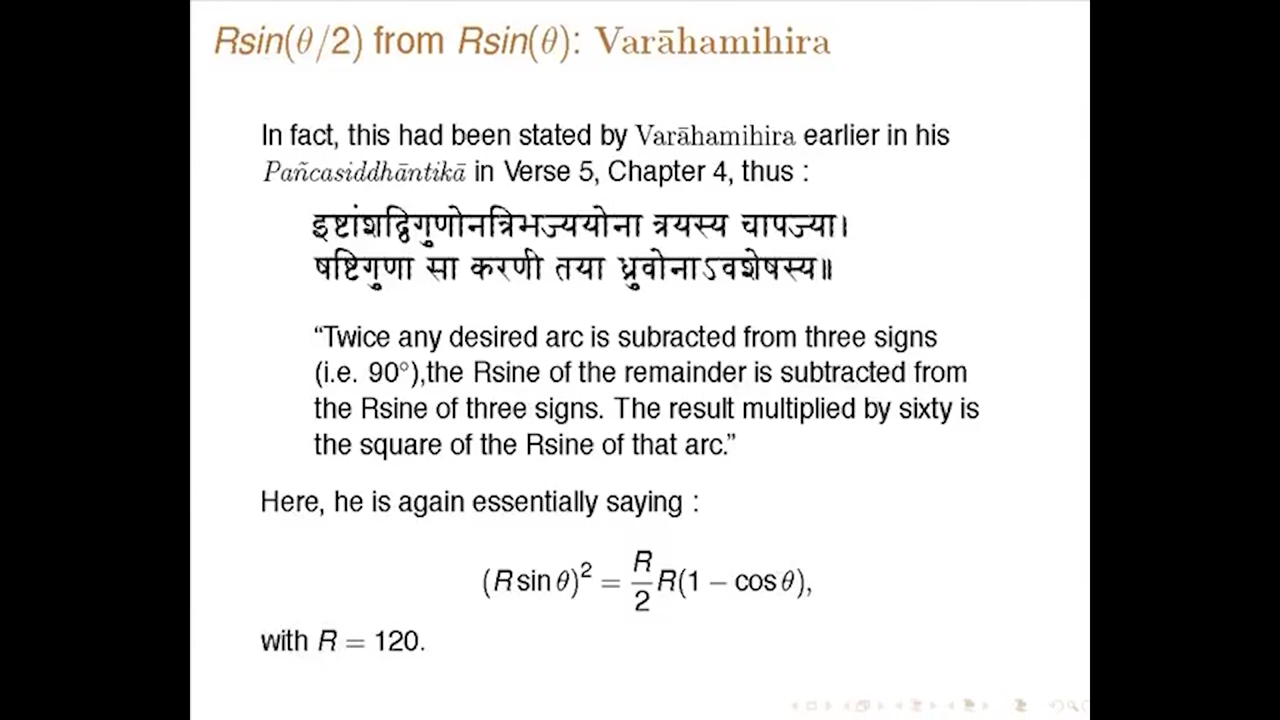 Rsin(θ/2) from Rsin(θ): Varāhamihira
In fact, this had been stated by Varāhamihira earlier in his
Pañcasiddhāntikā in Verse 5, Chapter 4, thus :
इष्टांशद्विगुणोनत्रिभज्ययोना त्रयस्य चापज्या।
षष्टिगुणा सा करणी तया ध्रुवोनाऽवशेषस्य॥
“Twice any desired arc is subracted from three signs
(i.e. 90°),the Rsine of the remainder is subtracted from
the Rsine of three signs. The result multiplied by sixty is
the square of the Rsine of that arc.”
Here, he is again essentially saying :
(R sin θ)² = R/2 R(1 − cos θ),
with R = 120.